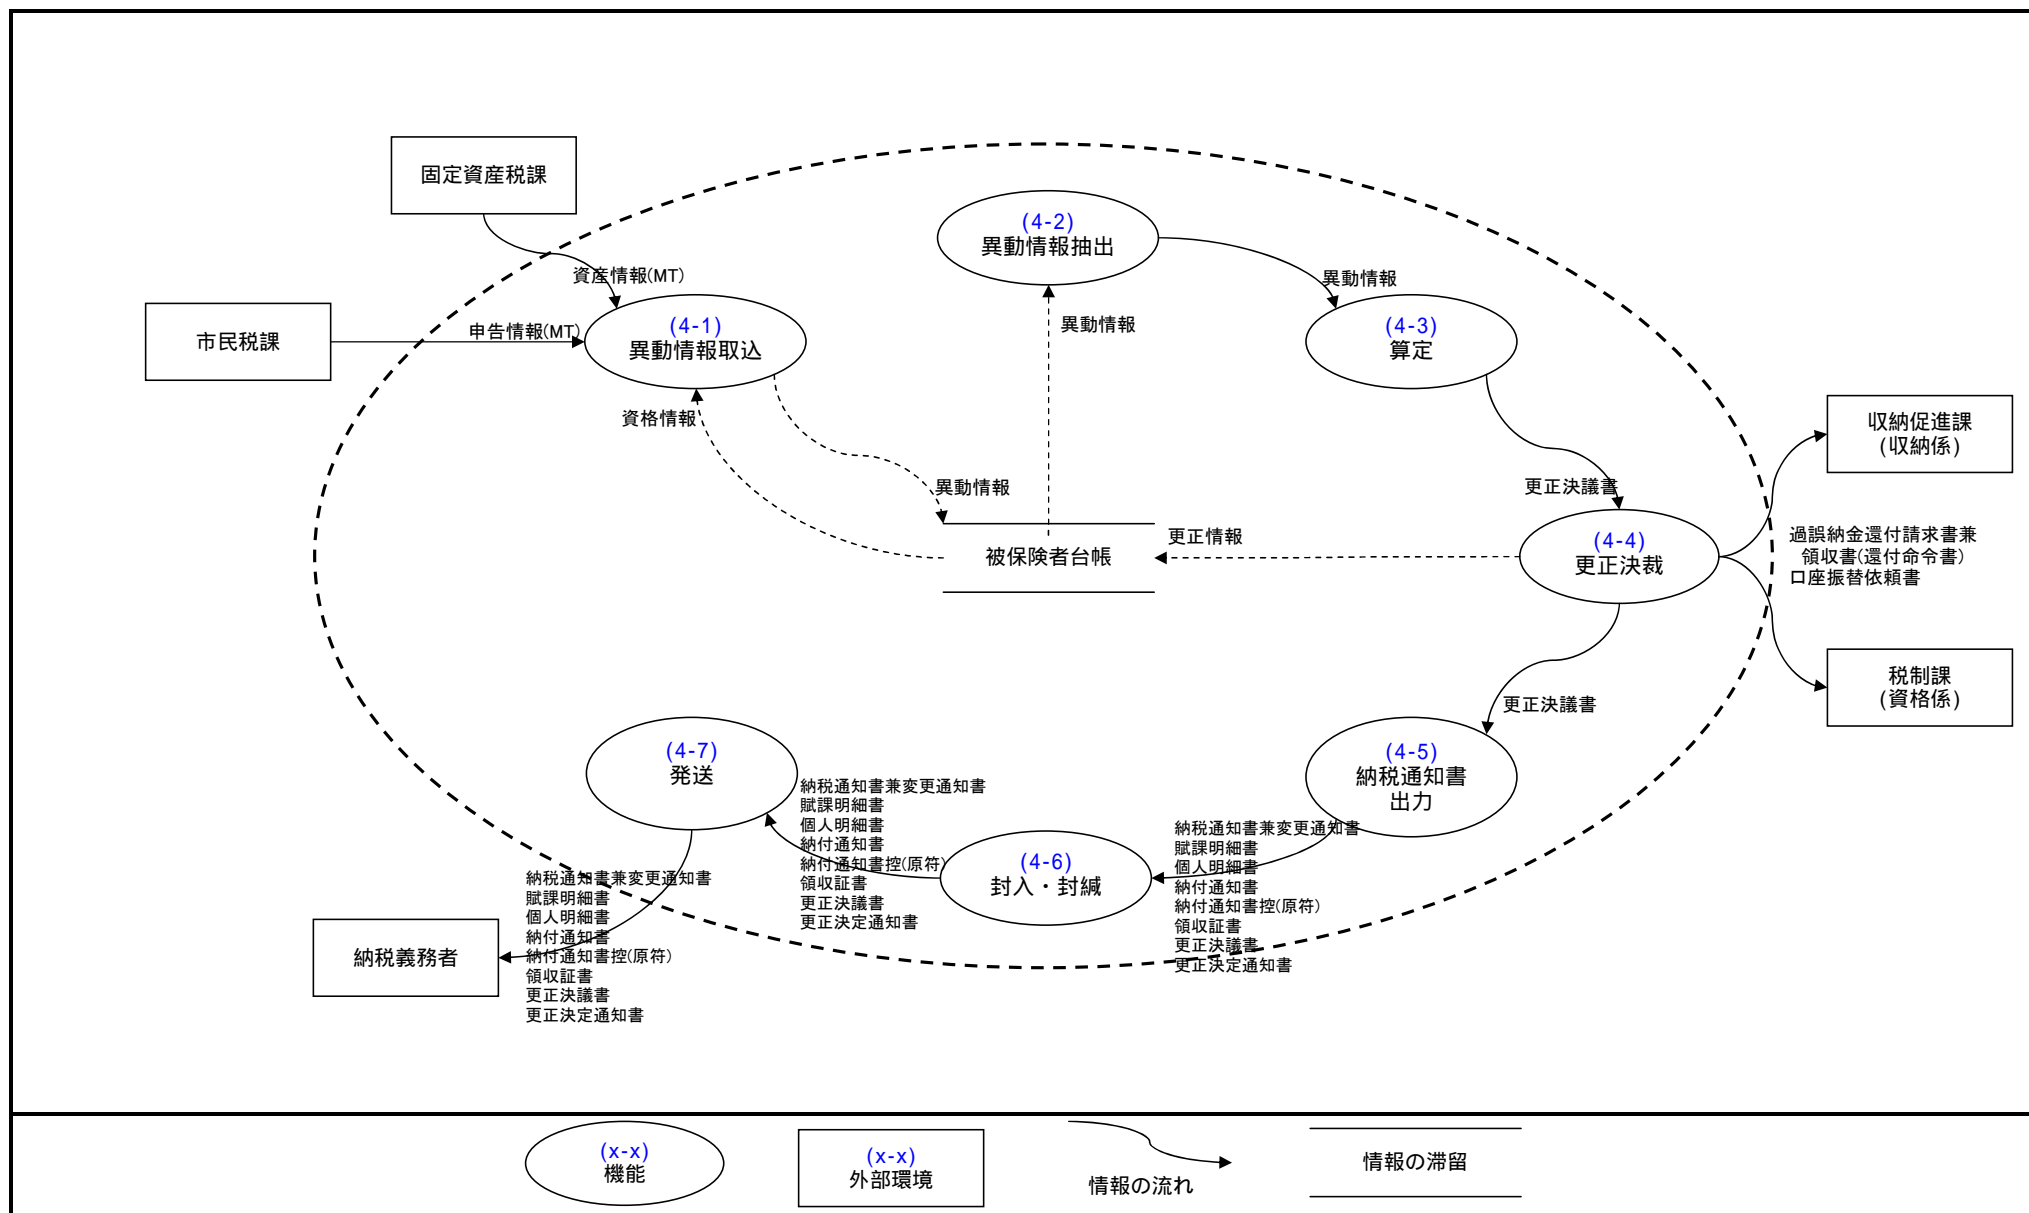 固定資産税課
資産情報(MT)
市民税課
申告情報(MT)
(4-1)
異動情報取込
(4-2)
異動情報抽出
異動情報
異動情報
(4-3)
算定
資格情報
異動情報
被保険者台帳
更正情報
更正決議書
(4-4)
更正決裁
収納促進課
(収納係)
過誤納金還付請求書兼
領収書(還付命令書)
口座振替依頼書
税制課
(資格係)
更正決議書
(4-5)
納税通知書
出力
納税通知書兼変更通知書
賦課明細書
個人明細書
納付通知書
納付通知書控(原符)
領収証書
更正決議書
更正決定通知書
(4-6)
封入・封緘
納税通知書兼変更通知書
賦課明細書
個人明細書
納付通知書
納付通知書控(原符)
領収証書
更正決議書
更正決定通知書
(4-7)
発送
納税通知書兼変更通知書
賦課明細書
個人明細書
納付通知書
納付通知書控(原符)
領収証書
更正決議書
更正決定通知書
納税義務者
(x-x)
機能
(x-x)
外部環境
情報の流れ
情報の滞留